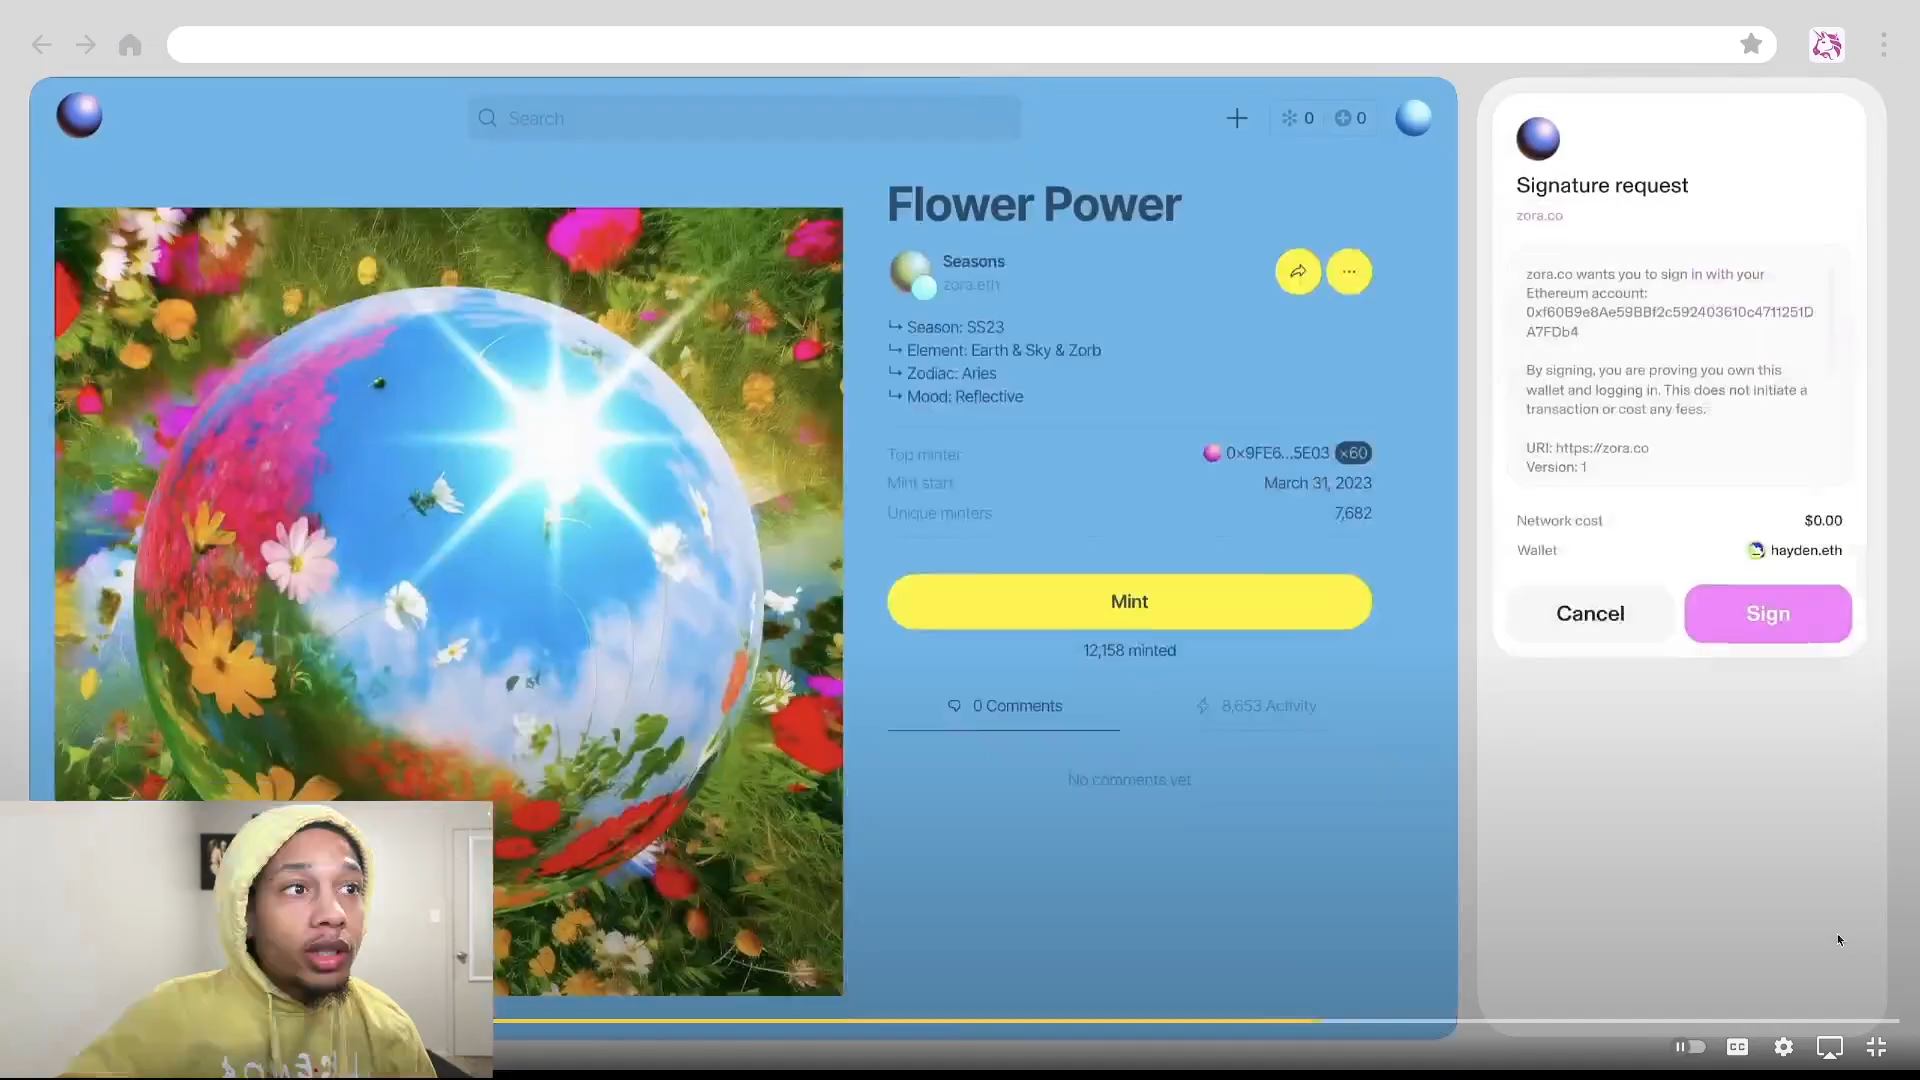 Search
0
0
Flower Power
Seasons
zora.eth
Season: SS23
Element: Earth & Sky & Zorb
Zodiac: Aries
Mood: Reflective
Top minter
0x9FE6...5E03 ×60
Mint start
March 31, 2023
Unique minters
7,682
Mint
12,158 minted
0 Comments
8,653 Activity
No comments yet
Signature request
zora.co
zora.co wants you to sign in with your
Ethereum account:
0xf60B9e8Ae59BBf2c592403610c4711251D
A7FDb4
By signing, you are proving you own this
wallet and logging in. This does not initiate a
transaction or cost any fees.
URI: https://zora.co
Version: 1
Network cost
$0.00
Wallet
hayden.eth
Cancel
Sign
CC